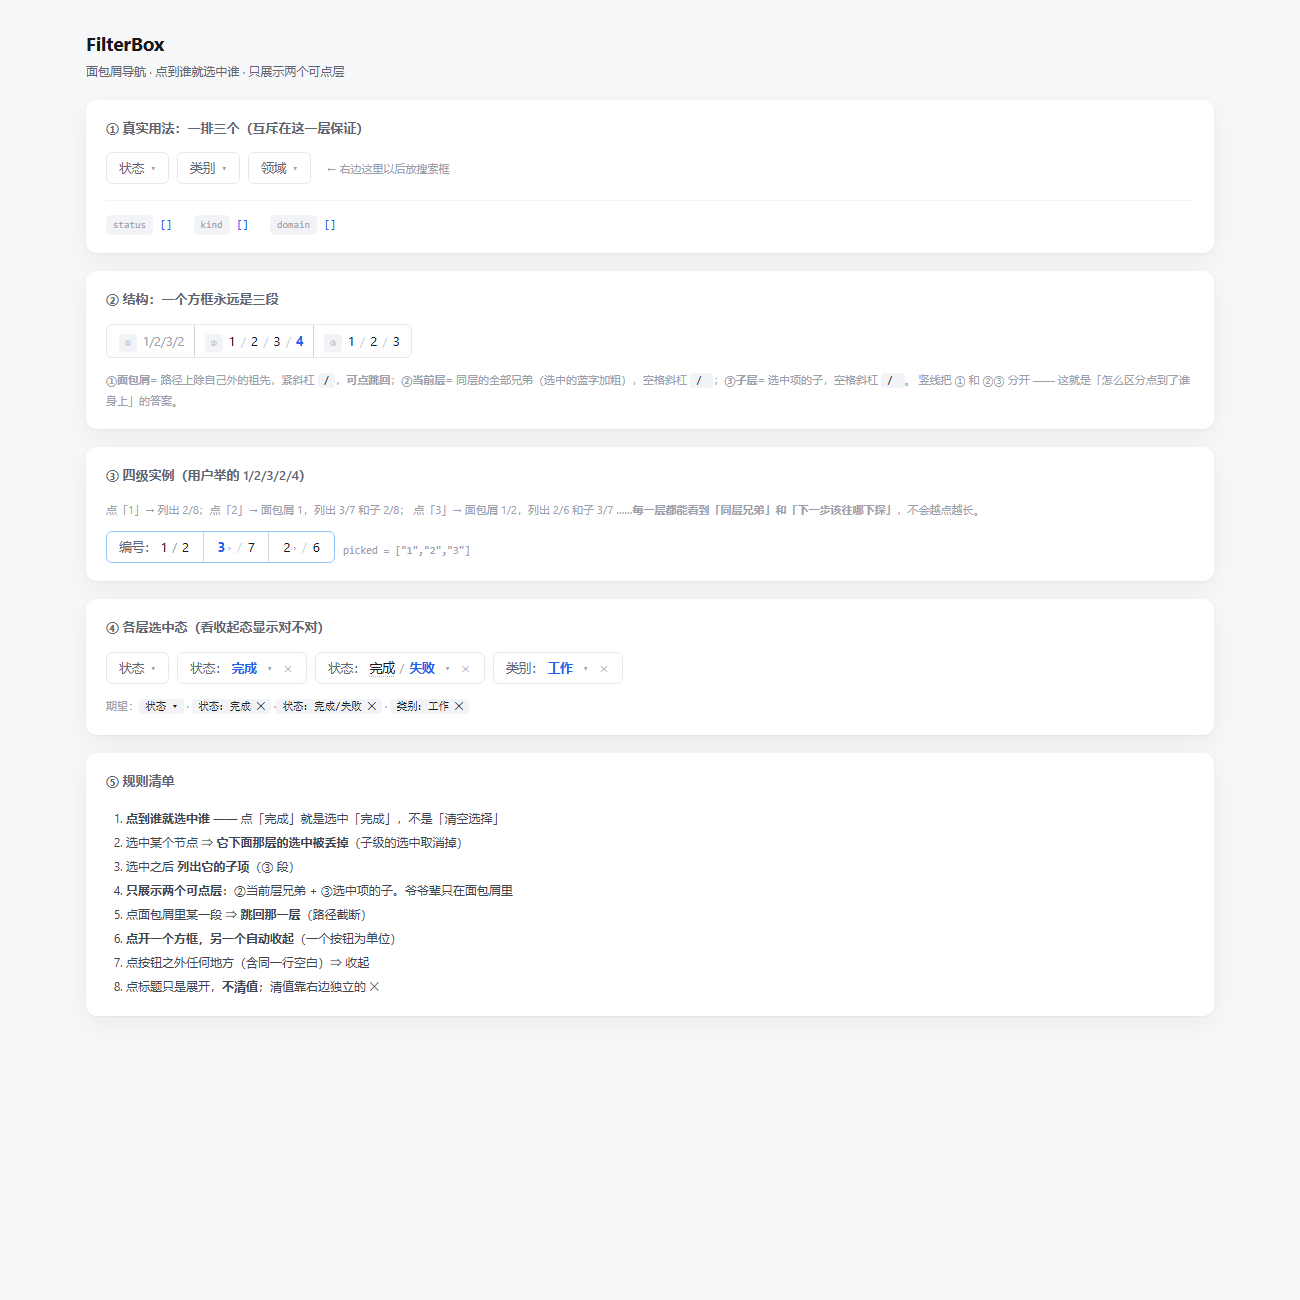 FilterBox
面包屑导航 · 点到谁就选中谁 · 只展示两个可点层
① 真实用法：一排三个（互斥在这一层保证）
状态 ▾ 类别 ▾ 领域 ▾ ← 右边这里以后放搜索框
status [] kind [] domain []
② 结构：一个方框永远是三段
① 1/2/3/2 ② 1 / 2 / 3 / 4 ③ 1 / 2 / 3
①面包屑= 路径上除自己外的祖先，紧斜杠 /，可点跳回；②当前层= 同层的全部兄弟（选中的蓝字加粗），空格斜杠 / ；③子层= 选中项的子，空格斜杠 / 。 竖线把 ① 和 ②③ 分开 —— 这就是「怎么区分点到了谁
身上」的答案。
③ 四级实例（用户举的 1/2/3/2/4）
点「1」→ 列出 2/8；点「2」→ 面包屑 1，列出 3/7 和子 2/8； 点「3」→ 面包屑 1/2，列出 2/6 和子 3/7 ……每一层都能看到「同层兄弟」和「下一步该往哪下探」，不会越点越长。
编号： 1 / 2 3 › / 7 2 › / 6 picked = ["1","2","3"]
④ 各层选中态（看收起态显示对不对）
状态 ▾ 状态： 完成 ▾ × 状态： 完成 / 失败 ▾ × 类别： 工作 ▾ ×
期望： 状态 ▾ · 状态：完成 × · 状态：完成/失败 × · 类别：工作 ×
⑤ 规则清单
1. 点到谁就选中谁 —— 点「完成」就是选中「完成」，不是「清空选择」
2. 选中某个节点 ⇒ 它下面那层的选中被丢掉（子级的选中取消掉）
3. 选中之后 列出它的子项（③ 段）
4. 只展示两个可点层：②当前层兄弟 + ③选中项的子。爷爷辈只在面包屑里
5. 点面包屑里某一段 ⇒ 跳回那一层（路径截断）
6. 点开一个方框，另一个自动收起（一个按钮为单位）
7. 点按钮之外任何地方（含同一行空白）⇒ 收起
8. 点标题只是展开，不清值；清值靠右边独立的 ×